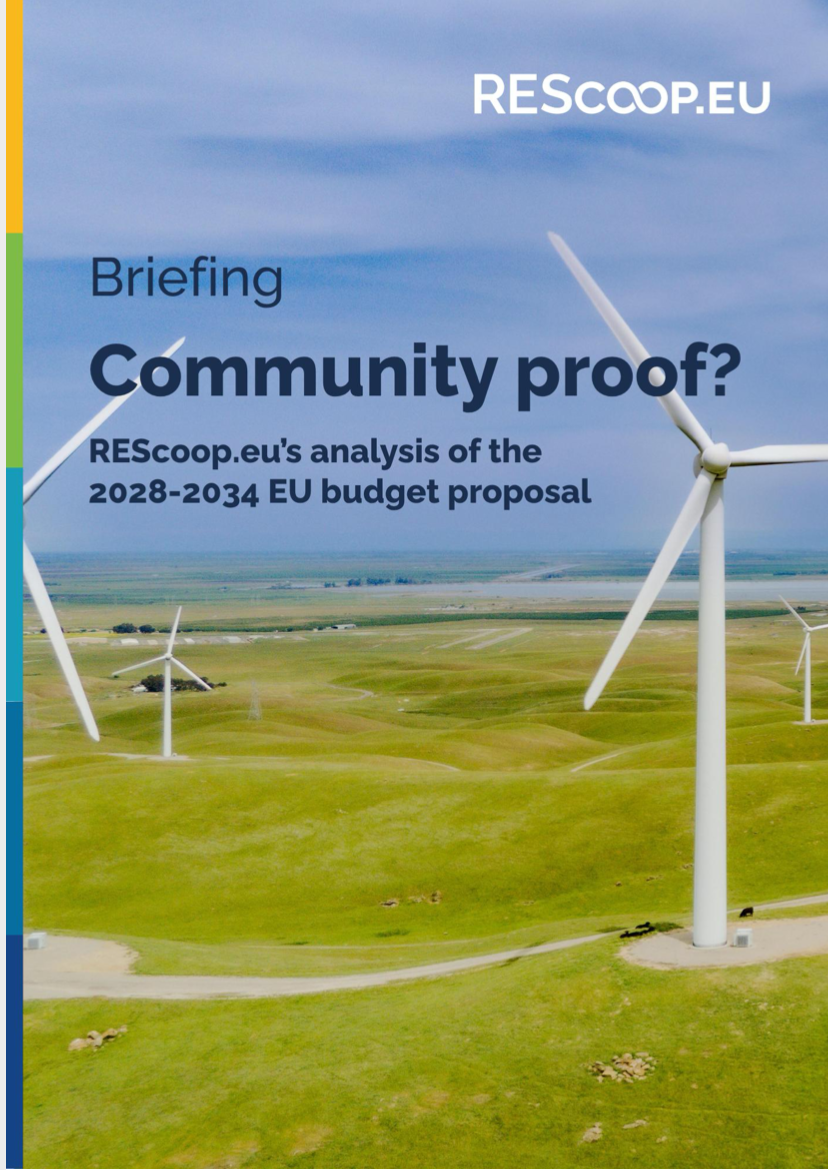 REScoop.EU
Briefing
Community proof?
REScoop.eu's analysis of the
2028-2034 EU budget proposal